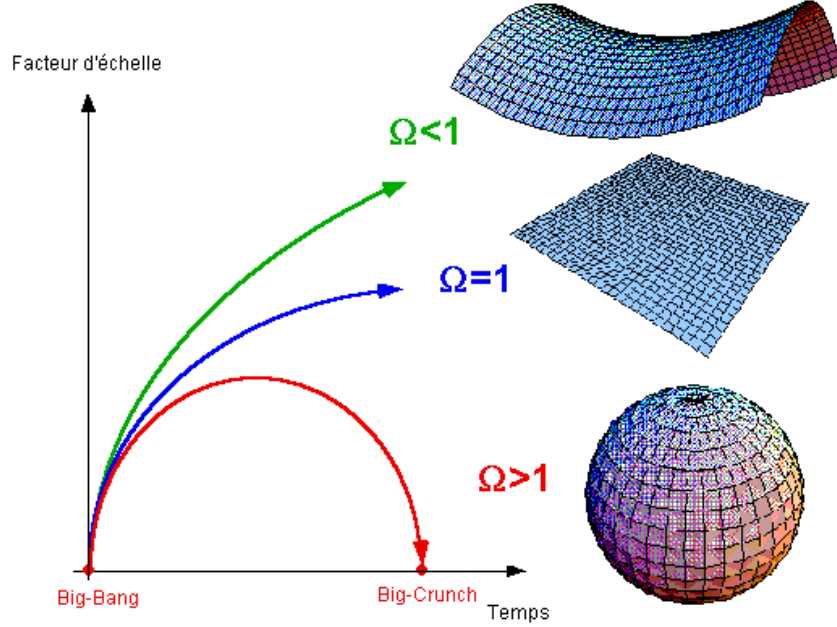 Facteur d'échelle
Ω<1
Ω=1
Ω>1
Big-Bang
Big-Crunch
Temps